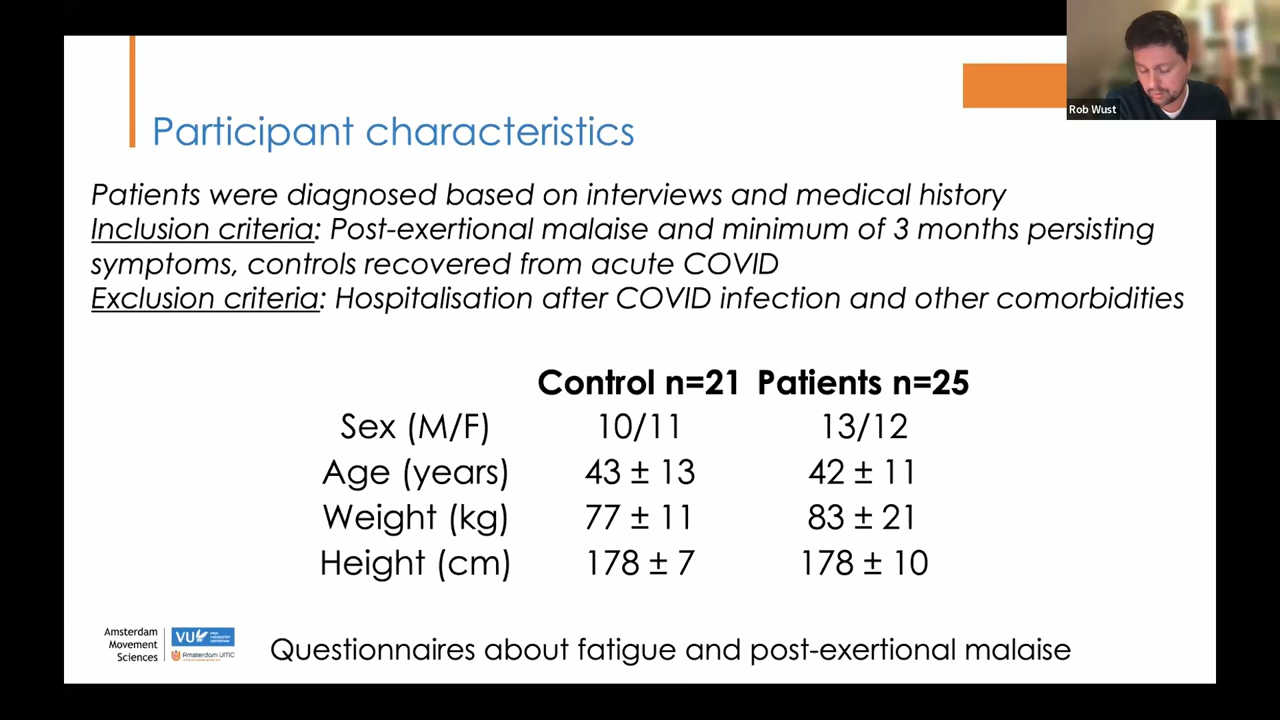 Rob Wust
Participant characteristics
Patients were diagnosed based on interviews and medical history
Inclusion criteria: Post-exertional malaise and minimum of 3 months persisting
symptoms, controls recovered from acute COVID
Exclusion criteria: Hospitalisation after COVID infection and other comorbidities
Control n=21 Patients n=25
Sex (M/F) 10/11 13/12
Age (years) 43 ± 13 42 ± 11
Weight (kg) 77 ± 11 83 ± 21
Height (cm) 178 ± 7 178 ± 10
Amsterdam
Movement
Sciences
VU
Amsterdam UMC
Questionnaires about fatigue and post-exertional malaise